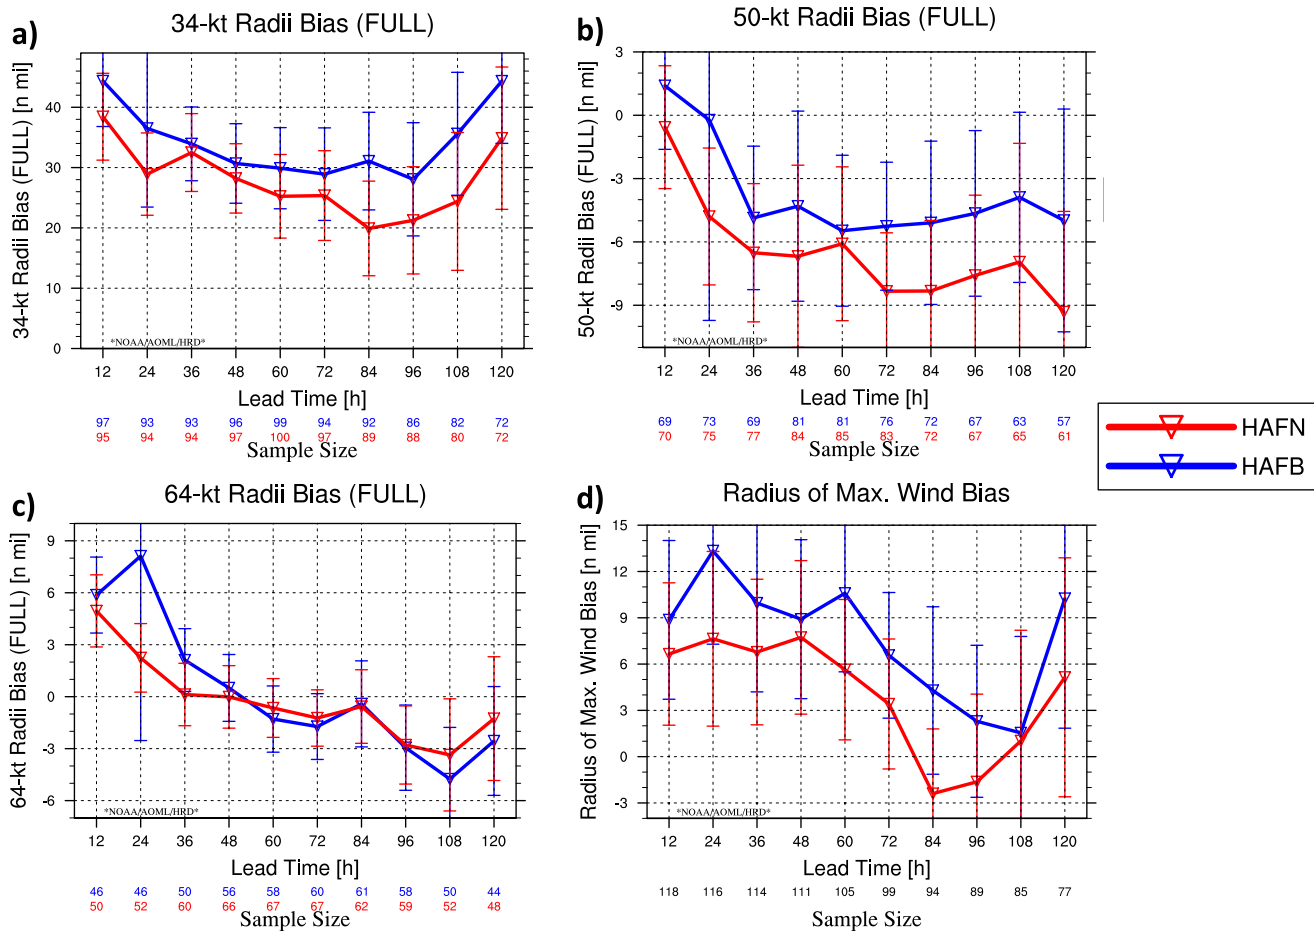 a)
34-kt Radii Bias (FULL)
34-kt Radii Bias (FULL) [n mi]
40
30
20
10
0
*NOAA/AOML/HRD*
12 24 36 48 60 72 84 96 108 120
Lead Time [h]
97 93 93 96 99 94 92 86 82 72
95 94 94 97 100 97 89 88 80 72
Sample Size
b)
50-kt Radii Bias (FULL)
50-kt Radii Bias (FULL) [n mi]
3
0
-3
-6
-9
*NOAA/AOML/HRD*
12 24 36 48 60 72 84 96 108 120
Lead Time [h]
69 73 69 81 81 76 72 67 63 57
70 75 77 84 85 83 72 67 65 61
Sample Size
HAFN
HAFB
c)
64-kt Radii Bias (FULL)
64-kt Radii Bias (FULL) [n mi]
9
6
3
0
-3
-6
*NOAA/AOML/HRD*
12 24 36 48 60 72 84 96 108 120
Lead Time [h]
46 46 50 56 58 60 61 58 50 44
50 52 60 66 67 67 62 59 52 48
Sample Size
d)
Radius of Max. Wind Bias
Radius of Max. Wind Bias [n mi]
15
12
9
6
3
0
-3
*NOAA/AOML/HRD*
12 24 36 48 60 72 84 96 108 120
Lead Time [h]
118 116 114 111 105 99 94 89 85 77
Sample Size